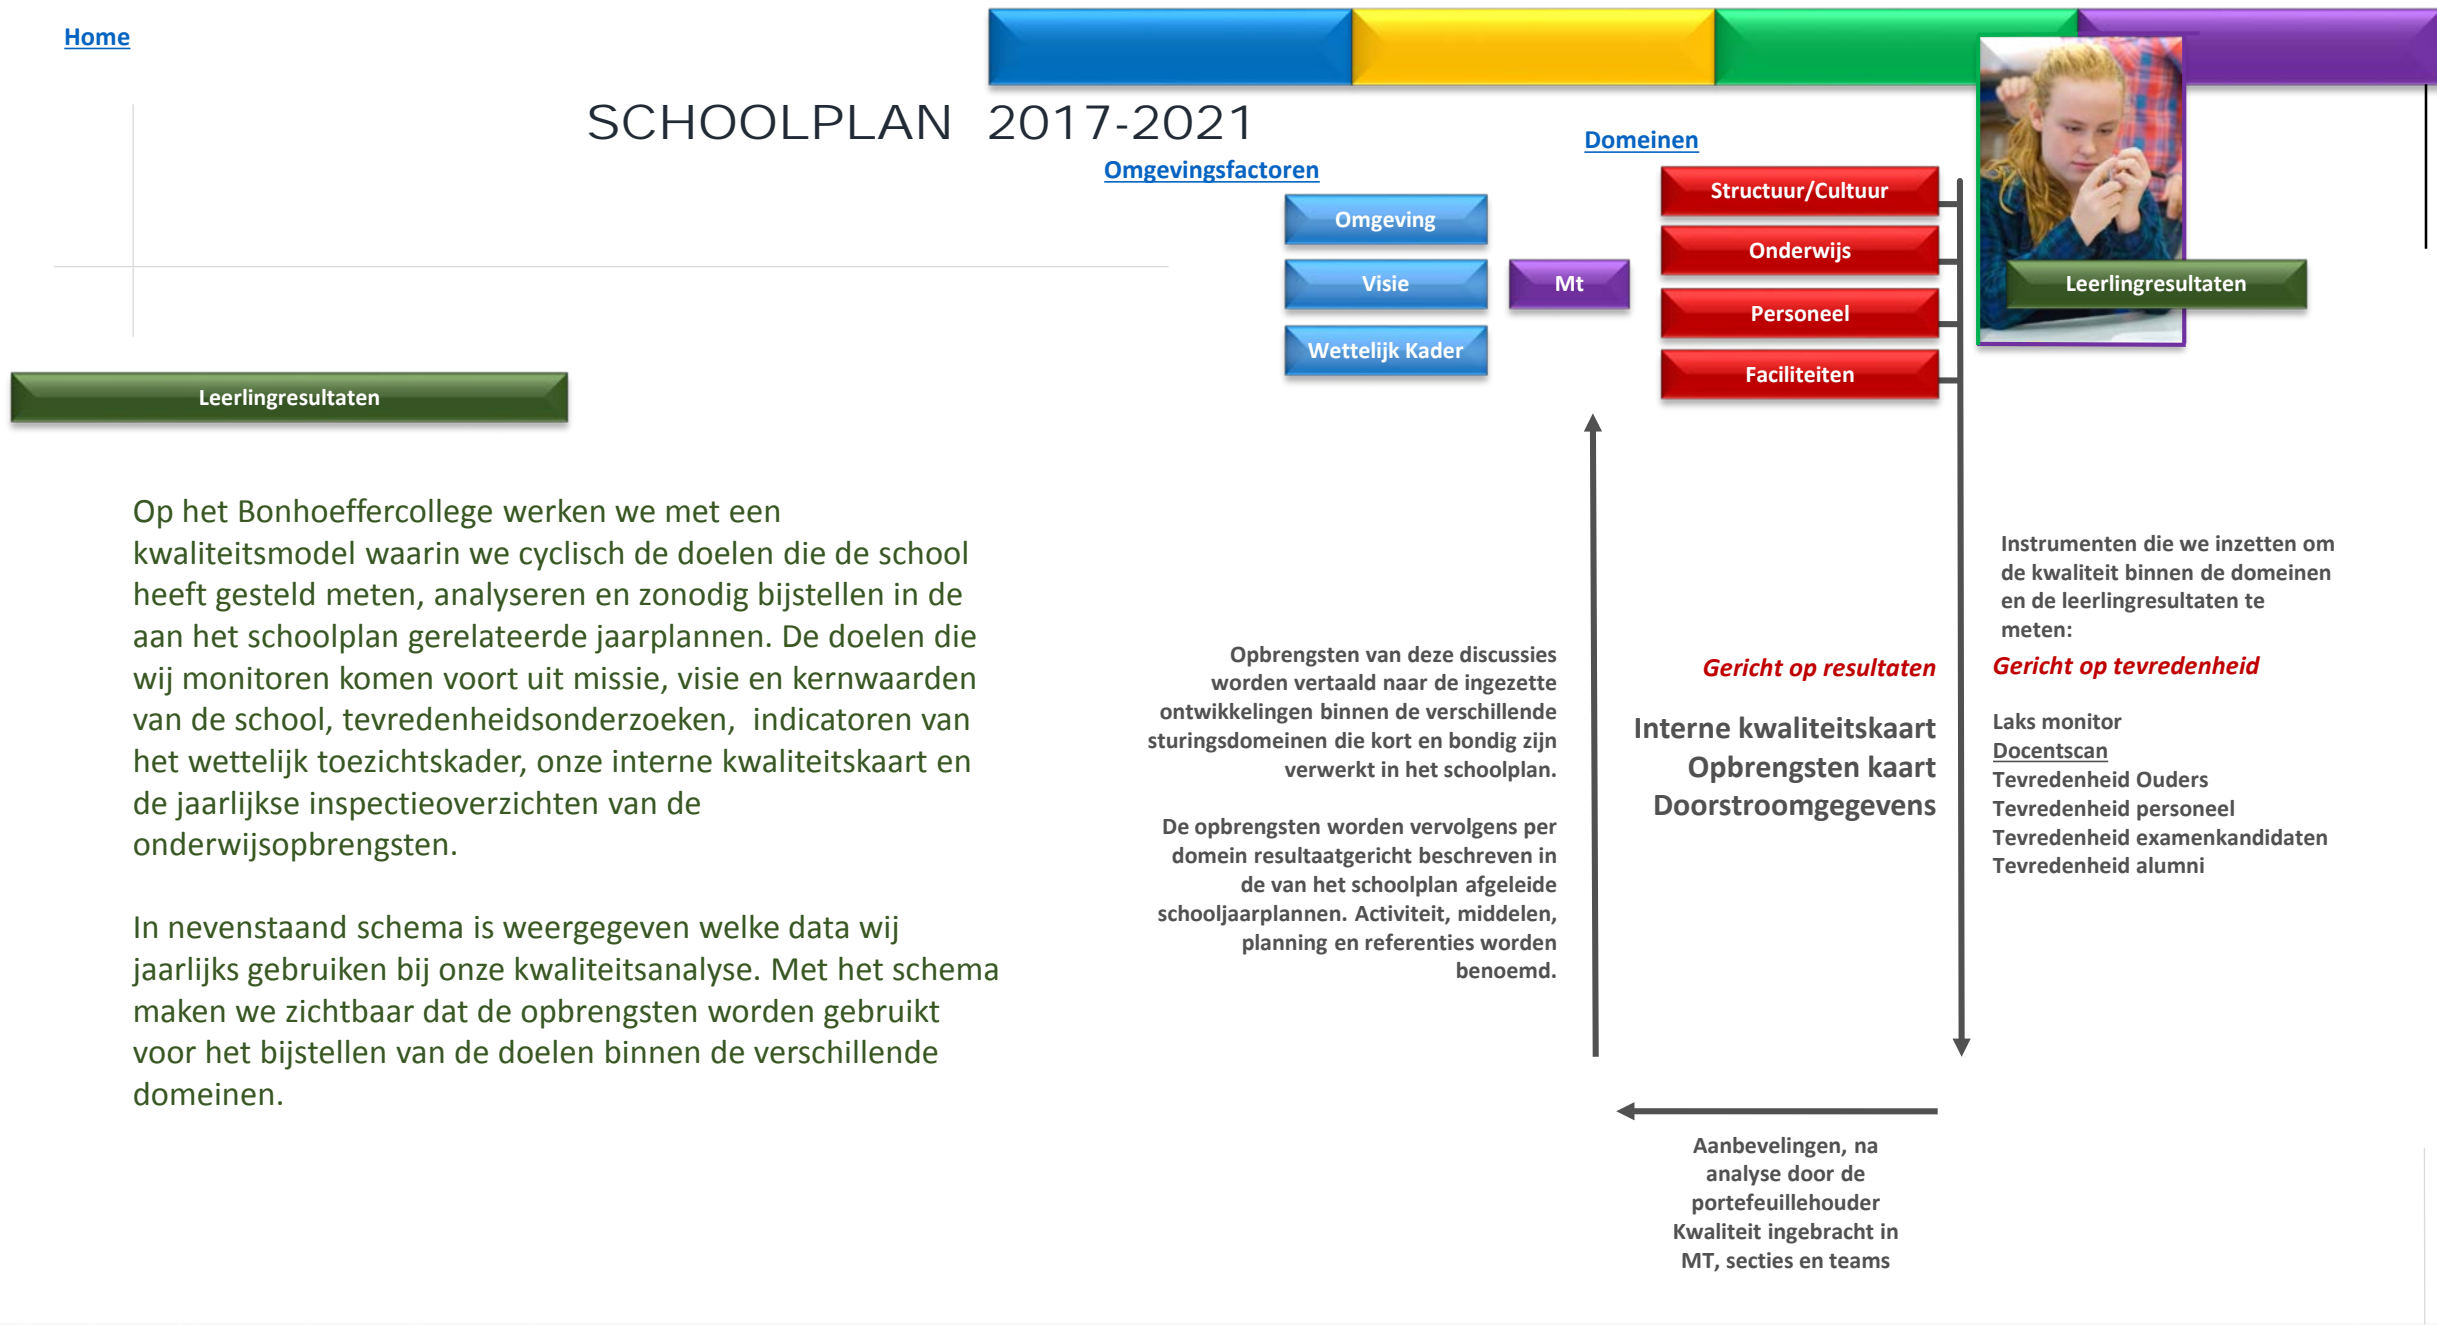 Home
SCHOOLPLAN 2017-2021
Omgevingsfactoren
Domeinen
Omgeving
Visie
Wettelijk Kader
Mt
Structuur/Cultuur
Onderwijs
Personeel
Faciliteiten
Leerlingresultaten
Leerlingresultaten
Op het Bonhoeffercollege werken we met een
kwaliteitsmodel waarin we cyclisch de doelen die de school
heeft gesteld meten, analyseren en zonodig bijstellen in de
aan het schoolplan gerelateerde jaarplannen. De doelen die
wij monitoren komen voort uit missie, visie en kernwaarden
van de school, tevredenheidsonderzoeken, indicatoren van
het wettelijk toezichtskader, onze interne kwaliteitskaart en
de jaarlijkse inspectieoverzichten van de
onderwijsopbrengsten.
In nevenstaand schema is weergegeven welke data wij
jaarlijks gebruiken bij onze kwaliteitsanalyse. Met het schema
maken we zichtbaar dat de opbrengsten worden gebruikt
voor het bijstellen van de doelen binnen de verschillende
domeinen.
Opbrengsten van deze discussies
worden vertaald naar de ingezette
ontwikkelingen binnen de verschillende
sturingsdomeinen die kort en bondig zijn
verwerkt in het schoolplan.
De opbrengsten worden vervolgens per
domein resultaatgericht beschreven in
de van het schoolplan afgeleide
schooljaarplannen. Activiteit, middelen,
planning en referenties worden
benoemd.
Gericht op resultaten
Interne kwaliteitskaart
Opbrengsten kaart
Doorstroomgegevens
Instrumenten die we inzetten om
de kwaliteit binnen de domeinen
en de leerlingresultaten te
meten:
Gericht op tevredenheid
Laks monitor
Docentscan
Tevredenheid Ouders
Tevredenheid personeel
Tevredenheid examenkandidaten
Tevredenheid alumni
Aanbevelingen, na
analyse door de
portefeuillehouder
Kwaliteit ingebracht in
MT, secties en teams